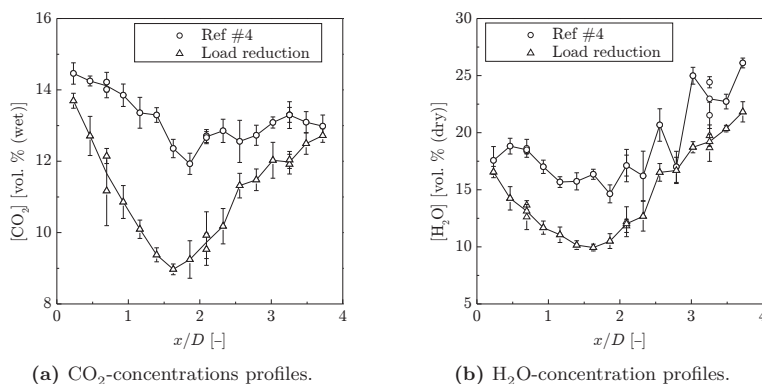 Ref #4
Load reduction
16
14
12
10
8
[CO₂] [vol. % (wet)]
0
1
2
3
4
x/D [–]
(a) CO₂-concentrations profiles.
Ref #4
Load reduction
30
25
20
15
10
5
[H₂O] [vol. % (dry)]
0
1
2
3
4
x/D [–]
(b) H₂O-concentration profiles.